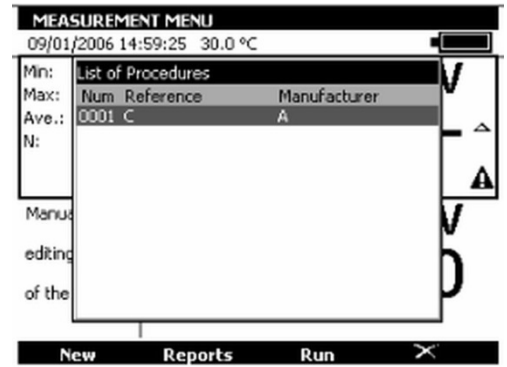 MEASUREMENT MENU
09/01/2006 14:59:25 30.0 °C
Min:
Max:
Ave.:
N:
List of Procedures
Num Reference Manufacturer
0001 C A
V
editing
of the
V
0
New Reports Run